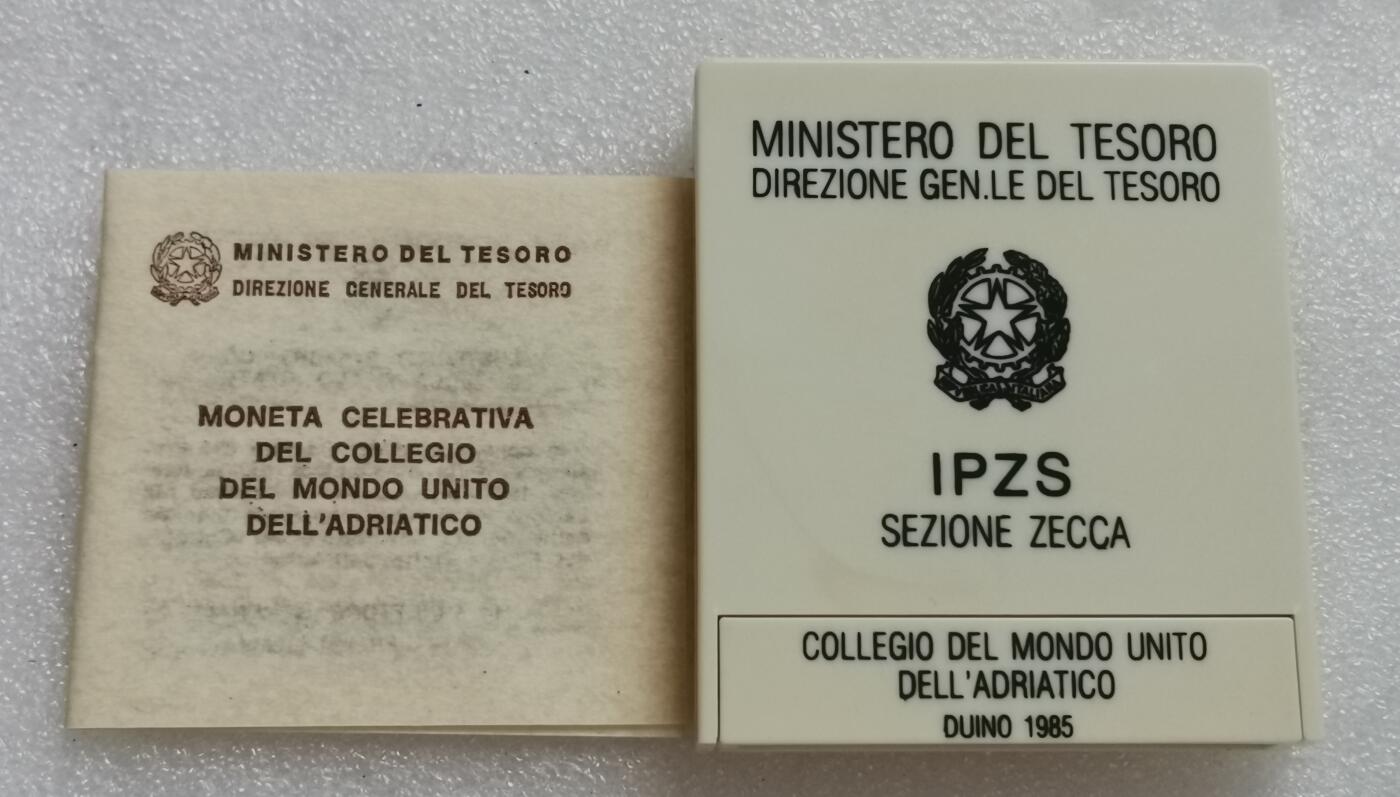 MINISTERO DEL TESORO
DIREZIONE GENERALE DEL TESORO
MONETA CELEBRATIVA
DEL COLLEGIO
DEL MONDO UNITO
DELL'ADRIATICO
MINISTERO DEL TESORO
DIREZIONE GEN.LE DEL TESORO
IPZS
SEZIONE ZECCA
COLLEGIO DEL MONDO UNITO
DELL'ADRIATICO
DUINO 1985